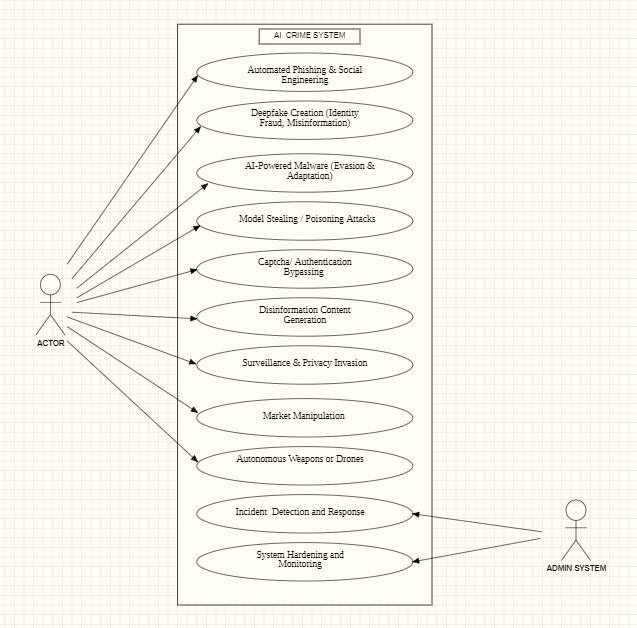 AI CRIME SYSTEM
Automated Phishing & Social
Engineering
Deepfake Creation (Identity
Fraud, Misinformation)
AI-Powered Malware (Evasion &
Adaptation)
Model Stealing / Poisoning Attacks
Captcha/ Authentication
Bypassing
Disinformation Content
Generation
Surveillance & Privacy Invasion
Market Manipulation
Autonomous Weapons or Drones
Incident Detection and Response
System Hardening and
Monitoring
ACTOR
ADMIN SYSTEM